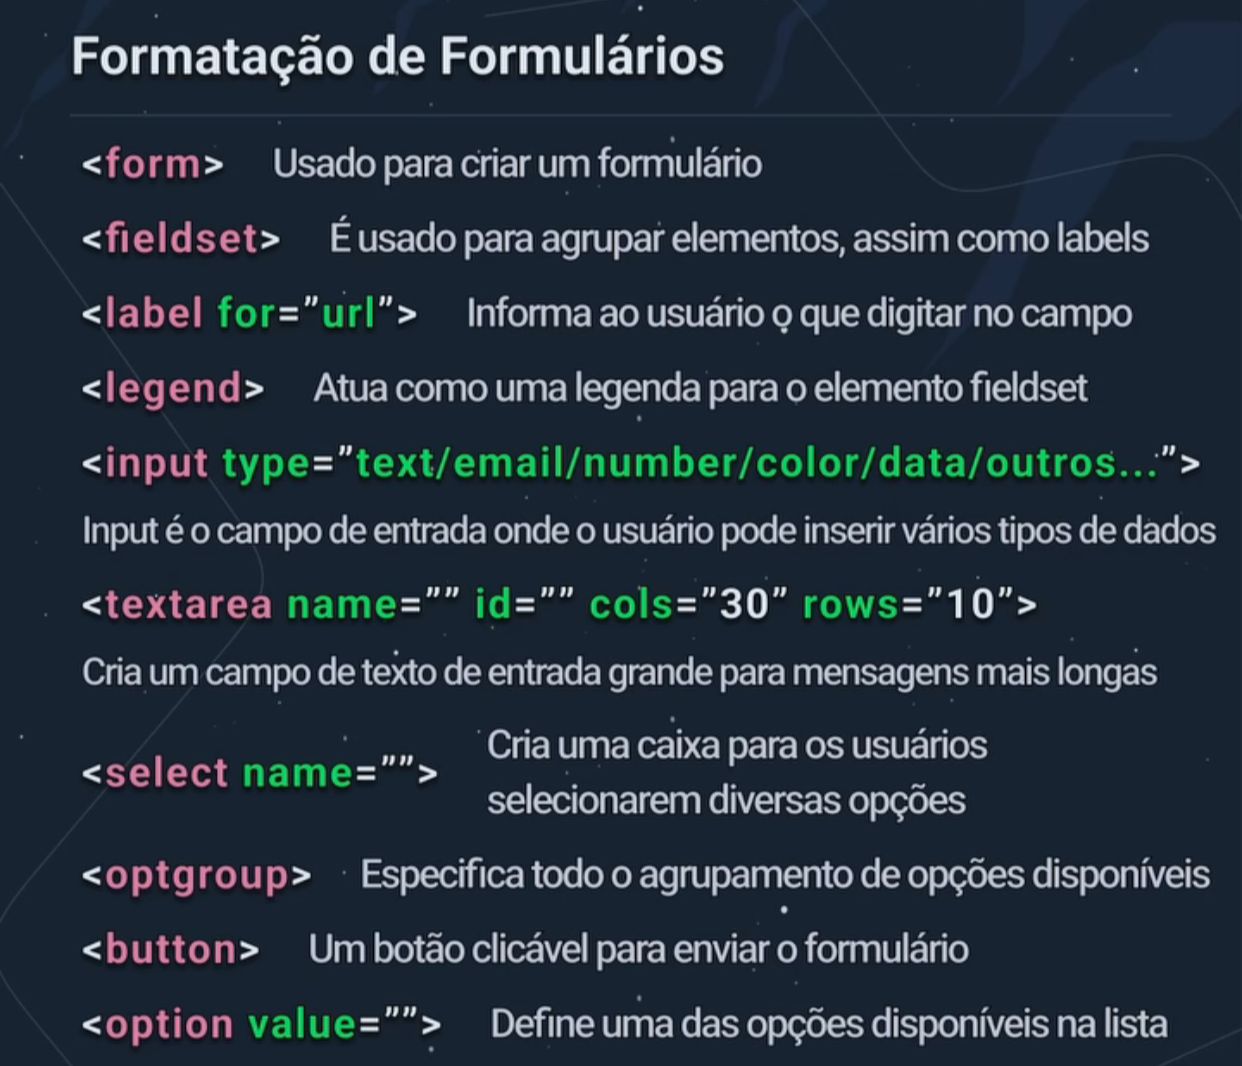 Formatação de Formulários
<form> Usado para criar um formulário
<fieldset> É usado para agrupar elementos, assim como labels
<label for=”url”> Informa ao usuário o que digitar no campo
<legend> Atua como uma legenda para o elemento fieldset
<input type=”text/email/number/color/data/outros...”>
Input é o campo de entrada onde o usuário pode inserir vários tipos de dados
<textarea name=”” id=”” cols=”30” rows=”10”>
Cria um campo de texto de entrada grande para mensagens mais longas
<select name=””> Cria uma caixa para os usuários
selecionarem diversas opções
<optgroup> Especifica todo o agrupamento de opções disponíveis
<button> Um botão clicável para enviar o formulário
<option value=””> Define uma das opções disponíveis na lista